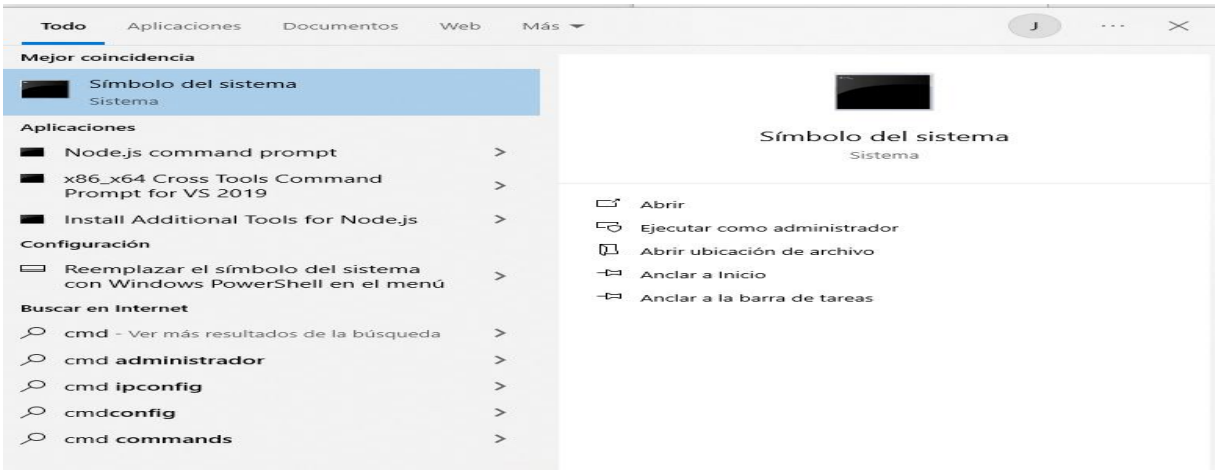 Todo Aplicaciones Documentos Web Más
J ...
Mejor coincidencia
Símbolo del sistema
Sistema
Aplicaciones
Node.js command prompt
x86_x64 Cross Tools Command
Prompt for VS 2019
Install Additional Tools for Node.js
Configuración
Reemplazar el símbolo del sistema
con Windows PowerShell en el menú
Buscar en Internet
cmd - Ver más resultados de la búsqueda
cmd administrador
cmd ipconfig
cmdconfig
cmd commands
Símbolo del sistema
Sistema
Abrir
Ejecutar como administrador
Abrir ubicación de archivo
Anclar a Inicio
Anclar a la barra de tareas